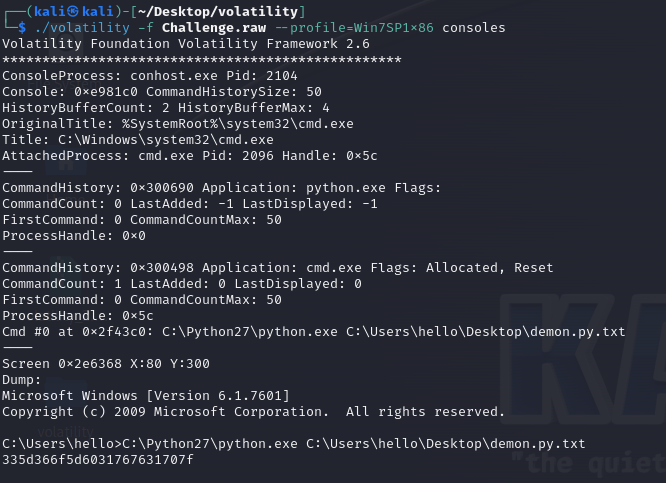 ┌──(kali㉿kali)-[~/Desktop/volatility]
└─$ ./volatility -f Challenge.raw --profile=Win7SP1×86 consoles
Volatility Foundation Volatility Framework 2.6
**************************************************
ConsoleProcess: conhost.exe Pid: 2104
Console: 0×e981c0 CommandHistorySize: 50
HistoryBufferCount: 2 HistoryBufferMax: 4
OriginalTitle: %SystemRoot%\system32\cmd.exe
Title: C:\Windows\system32\cmd.exe
AttachedProcess: cmd.exe Pid: 2096 Handle: 0×5c
----
CommandHistory: 0×300690 Application: python.exe Flags:
CommandCount: 0 LastAdded: -1 LastDisplayed: -1
FirstCommand: 0 CommandCountMax: 50
ProcessHandle: 0×0
----
CommandHistory: 0×300498 Application: cmd.exe Flags: Allocated, Reset
CommandCount: 1 LastAdded: 0 LastDisplayed: 0
FirstCommand: 0 CommandCountMax: 50
ProcessHandle: 0×5c
Cmd #0 at 0×2f43c0: C:\Python27\python.exe C:\Users\hello\Desktop\demon.py.txt
----
Screen 0×2e6368 X:80 Y:300
Dump:
Microsoft Windows [Version 6.1.7601]
Copyright (c) 2009 Microsoft Corporation.  All rights reserved.
volatility
C:\Users\hello>C:\Python27\python.exe C:\Users\hello\Desktop\demon.py.txt
335d366f5d6031767631707f
KA
"the quiet